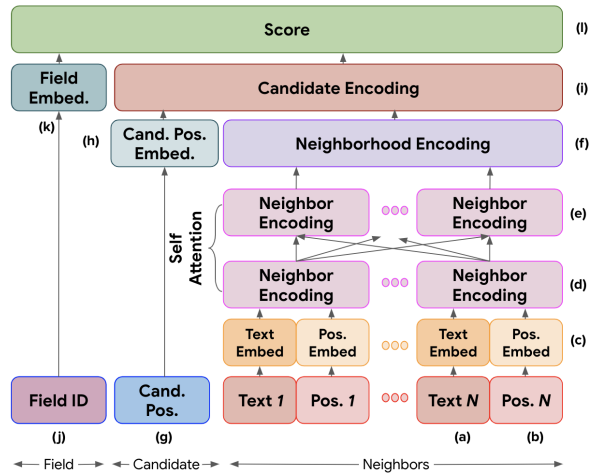 Score
(l)
Field
Embed.
Candidate Encoding
(i)
(k)
(h)
Cand. Pos.
Embed.
Neighborhood Encoding
(f)
Self
Attention
Neighbor
Encoding
Neighbor
Encoding
(e)
Neighbor
Encoding
Neighbor
Encoding
(d)
Text
Embed
Pos.
Embed
Text
Embed
Pos.
Embed
(c)
Field ID
Cand.
Pos.
Text 1
Pos. 1
Text N
Pos. N
(j)
(g)
(a)
(b)
Field
Candidate
Neighbors